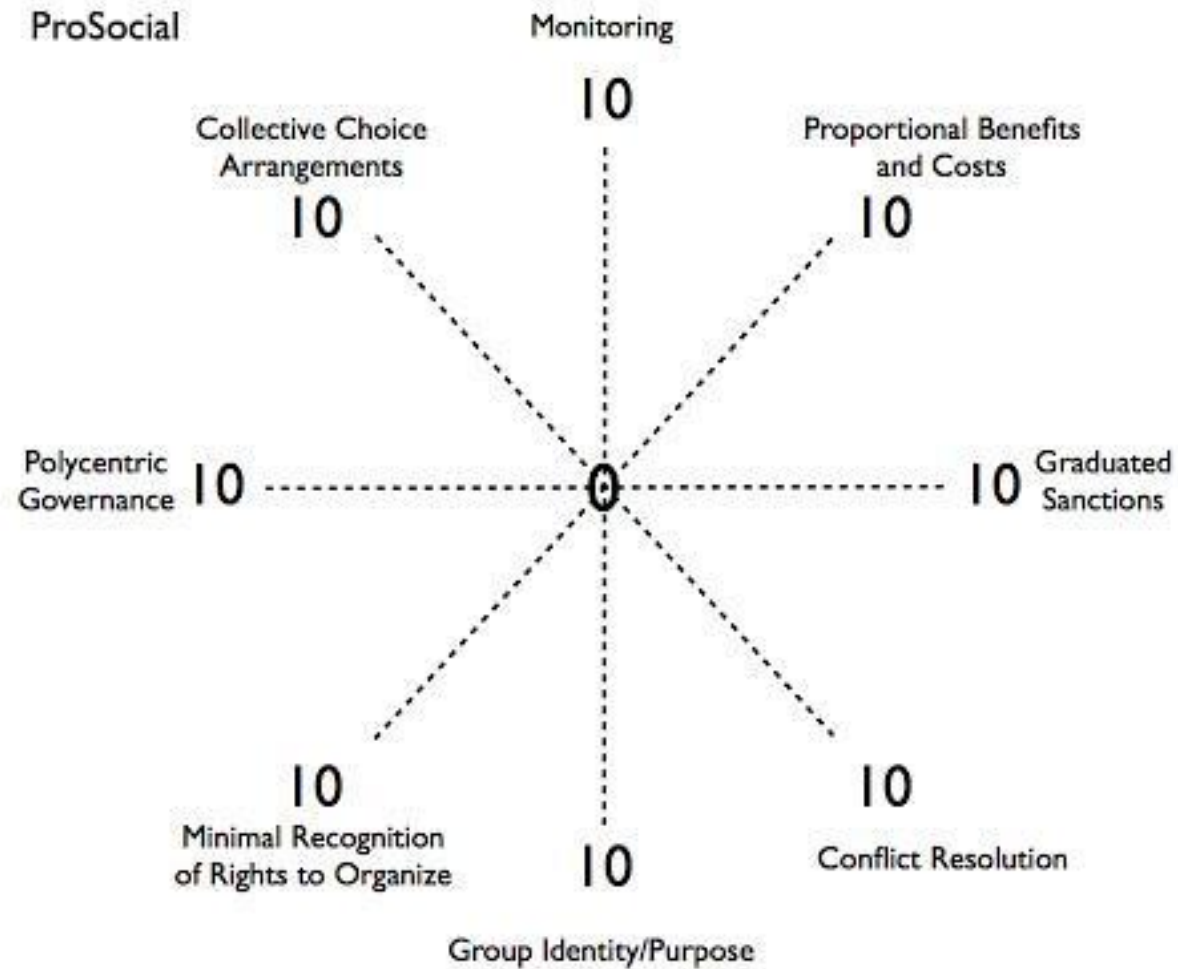 ProSocial
Monitoring
10
Collective Choice
Arrangements
10
Proportional Benefits
and Costs
10
Polycentric
Governance
10
0
10
Graduated
Sanctions
10
Minimal Recognition
of Rights to Organize
10
Group Identity/Purpose
10
Conflict Resolution